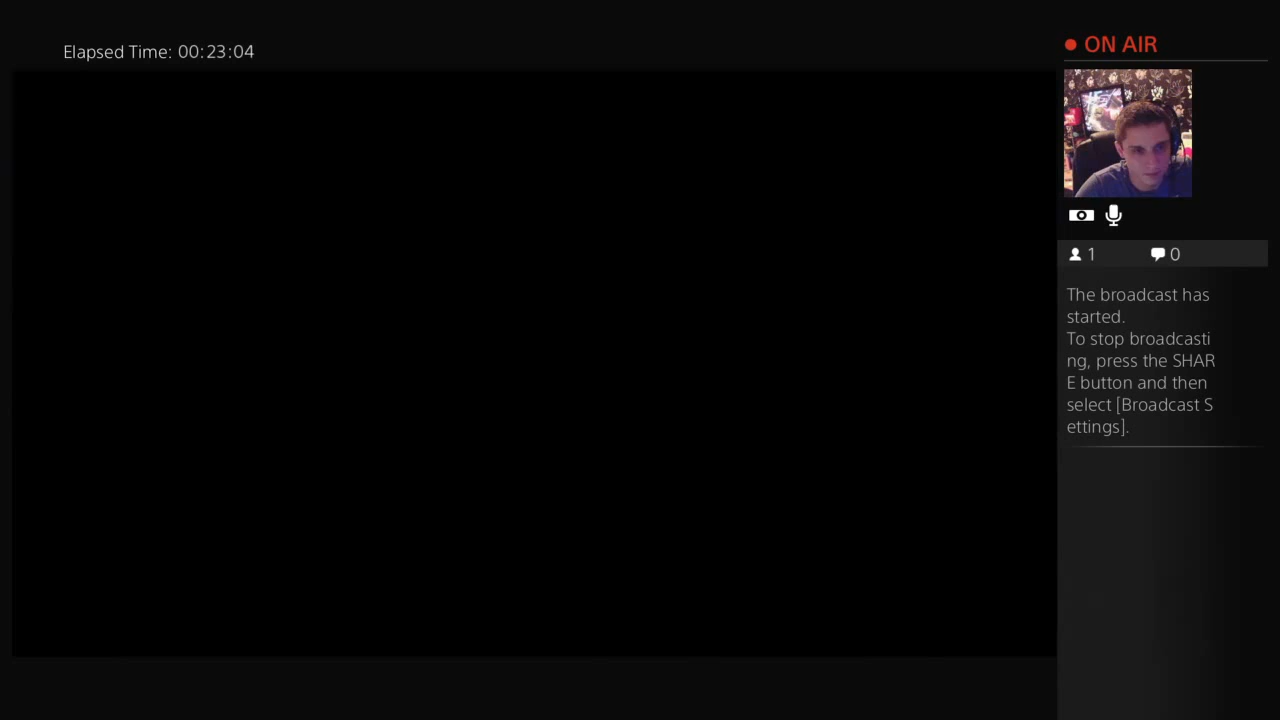 Elapsed Time: 00:23:04
ON AIR
1
0
The broadcast has
started.
To stop broadcasti
ng, press the SHAR
E button and then
select [Broadcast S
ettings].